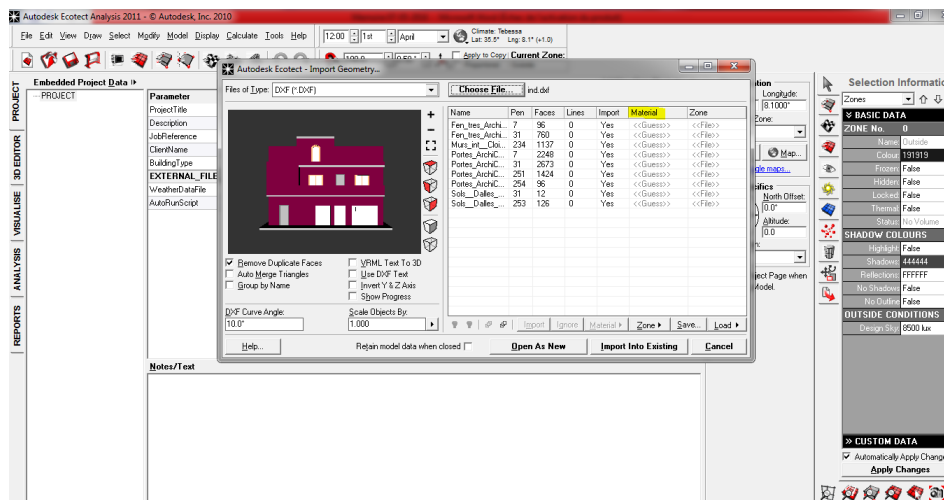 Autodesk Ecotect Analysis 2011 - © Autodesk, Inc. 2010
File Edit View Draw Select Modify Model Display Calculate Tools Help
12:00 1st April
Climate: Tebessa
Lat: 35.5° Lng: 8.1° (+1.0)
Apply to Copy Current Zone:
Embedded Project Data
PROJECT
PROJECT
3D EDITOR
VISUALISE
ANALYSIS
REPORTS
Parameter
ProjectTitle
Description
JobReference
ClientName
BuildingType
EXTERNAL_FILE
WeatherDataFile
AutoRunScript
Autodesk Ecotect - Import Geometry...
Files of Type: DXF (*.DXF)
Choose File... ind.dxf
Name Pen Faces Lines Import Material Zone
Fen_tres_Archi... 7 96 0 Yes <<Guess>> <<File>>
Fen_tres_Archi... 31 760 0 Yes <<Guess>> <<File>>
Murs_int__Cloi... 234 1137 0 Yes <<Guess>> <<File>>
Portes_ArchiC... 7 2248 0 Yes <<Guess>> <<File>>
Portes_ArchiC... 31 2673 0 Yes <<Guess>> <<File>>
Portes_ArchiC... 251 1424 0 Yes <<Guess>> <<File>>
Portes_ArchiC... 254 96 0 Yes <<Guess>> <<File>>
Sols__Dalles_... 31 12 0 Yes <<Guess>> <<File>>
Sols__Dalles_... 253 126 0 Yes <<Guess>> <<File>>
Remove Duplicate Faces
Auto Merge Triangles
Group by Name
VRML Text To 3D
Use DXF Text
Invert Y & Z Axis
Show Progress
DXF Curve Angle:
10.0°
Scale Objects By:
1.000
Import Ignore Material Zone Save... Load
Help...
Retain model data when closed
Open As New
Import Into Existing
Cancel
Notes/Text
Longitude:
8.1000°
Zone:
Map...
gle maps...
North Offset:
0.0°
Altitude:
0.0
ject Page when
Model.
Selection Informatio
Zones
BASIC DATA
ZONE No. 0
Name Outside
Colour 191919
Frozen False
Hidden False
Locked False
Thermal False
Status No Volume
SHADOW COLOURS
Highlight False
Shadows 444444
Reflections FFFFFF
No Shadows False
No Outline False
OUTSIDE CONDITIONS
Design Sky 8500 lux
CUSTOM DATA
Automatically Apply Change
Apply Changes